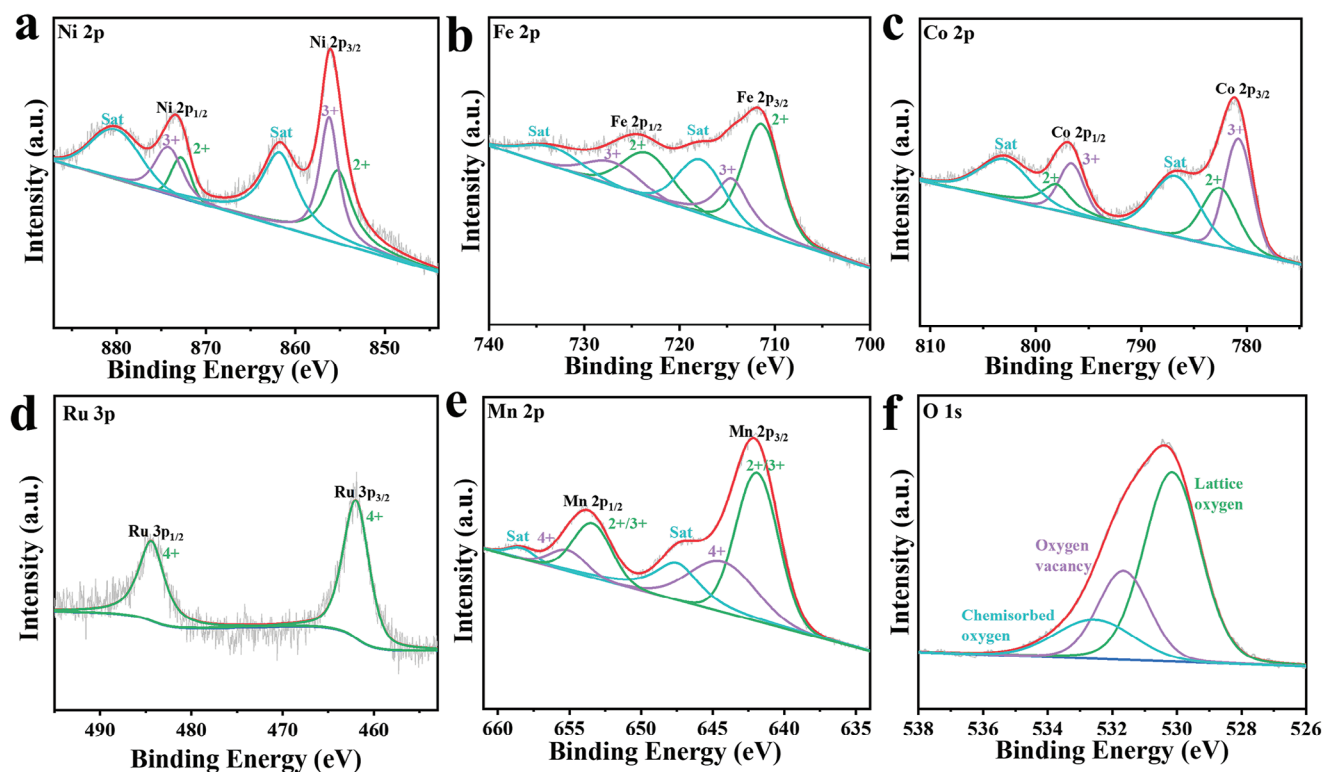 a
Ni 2p
Ni 2p3/2
Ni 2p1/2
Sat
3+
2+
Sat
3+
2+
Intensity (a.u.)
880 870 860 850
Binding Energy (eV)
b
Fe 2p
Fe 2p3/2
2+
Fe 2p1/2
Sat
Sat
3+
2+
3+
Intensity (a.u.)
740 730 720 710 700
Binding Energy (eV)
c
Co 2p
Co 2p3/2
3+
Co 2p1/2
Sat
3+
2+
Sat
2+
Intensity (a.u.)
810 800 790 780
Binding Energy (eV)
d
Ru 3p
Ru 3p3/2
4+
Ru 3p1/2
4+
Intensity (a.u.)
490 480 470 460
Binding Energy (eV)
e
Mn 2p
Mn 2p3/2
2+/3+
Mn 2p1/2
2+/3+
Sat
4+
Sat
4+
Intensity (a.u.)
660 655 650 645 640 635
Binding Energy (eV)
f
O 1s
Lattice
oxygen
Oxygen
vacancy
Chemisorbed
oxygen
Intensity (a.u.)
538 536 534 532 530 528 526
Binding Energy (eV)